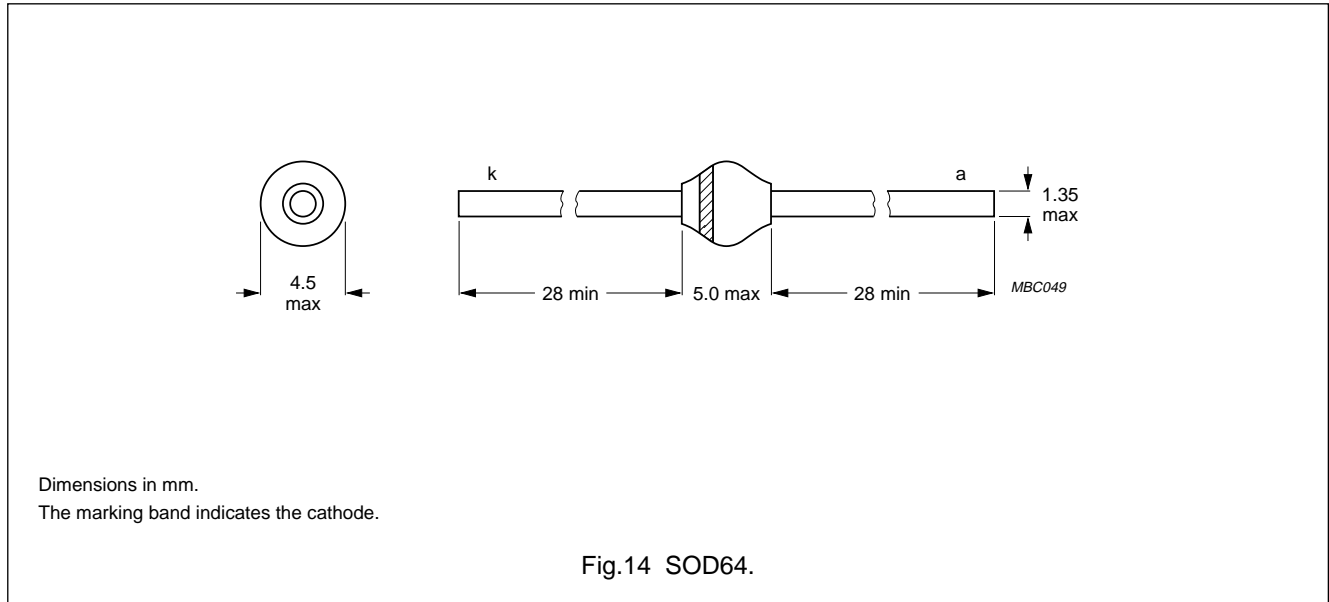 k
a
1.35
max
4.5
max
28 min
5.0 max
28 min
MBC049
Dimensions in mm.
The marking band indicates the cathode.
Fig.14 SOD64.